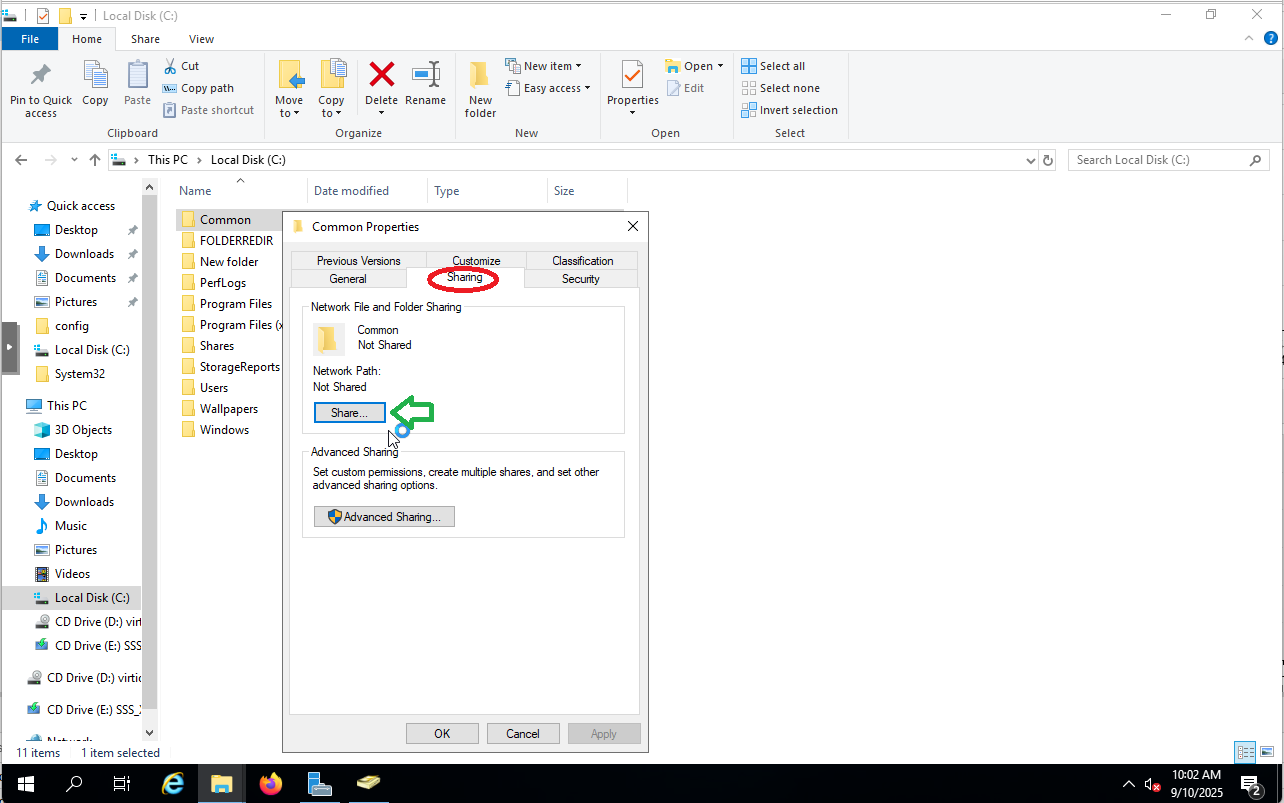 Local Disk (C:)
File Home Share View
Pin to Quick access
Copy
Paste
Cut
Copy path
Paste shortcut
Clipboard
Move to
Copy to
Delete
Rename
Organize
New folder
New item
Easy access
New
Properties
Open
Edit
Open
Select all
Select none
Invert selection
Select
This PC > Local Disk (C:)
Search Local Disk (C:)
Quick access
Desktop
Downloads
Documents
Pictures
config
Local Disk (C:)
System32
This PC
3D Objects
Desktop
Documents
Downloads
Music
Pictures
Videos
Local Disk (C:)
CD Drive (D:) virt
CD Drive (E:) SSS
CD Drive (D:) virtio
CD Drive (E:) SSS_
Name Date modified Type Size
Common
FOLDERREDIR
New folder
PerfLogs
Program Files
Program Files (x
Shares
StorageReports
Users
Wallpapers
Windows
Common Properties
Previous Versions Customize Classification
General Sharing Security
Network File and Folder Sharing
Common
Not Shared
Network Path:
Not Shared
Share...
Advanced Sharing
Set custom permissions, create multiple shares, and set other
advanced sharing options.
Advanced Sharing...
OK Cancel Apply
11 items 1 item selected
10:02 AM
9/10/2025
2